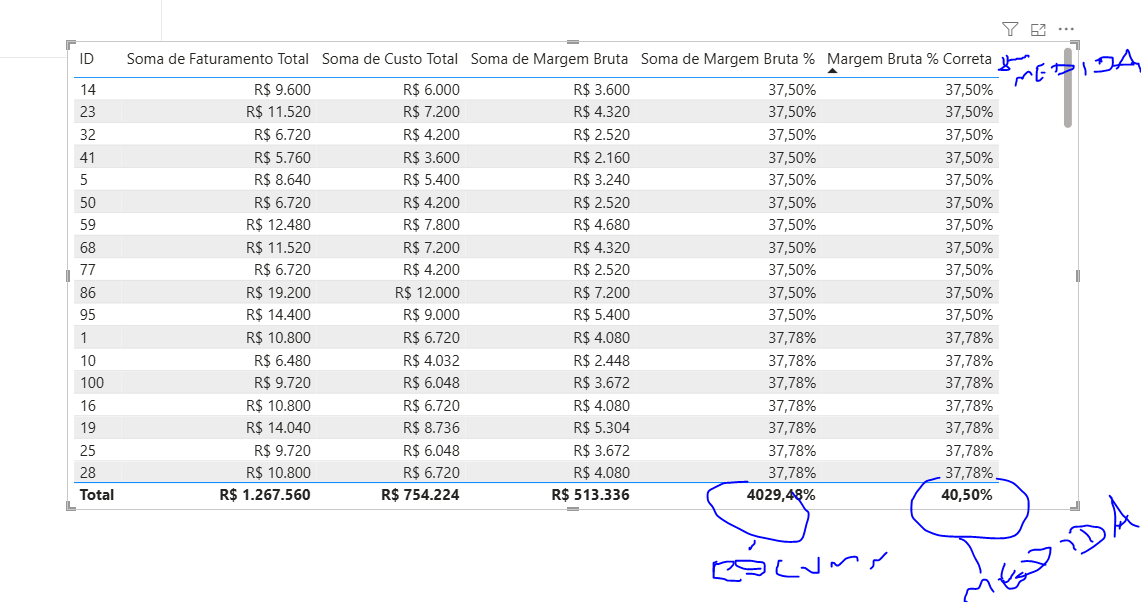 ID Soma de Faturamento Total Soma de Custo Total Soma de Margem Bruta Soma de Margem Bruta % Margem Bruta % Correta MEDIDA
14 R$ 9.600 R$ 6.000 R$ 3.600 37,50% 37,50%
23 R$ 11.520 R$ 7.200 R$ 4.320 37,50% 37,50%
32 R$ 6.720 R$ 4.200 R$ 2.520 37,50% 37,50%
41 R$ 5.760 R$ 3.600 R$ 2.160 37,50% 37,50%
5 R$ 8.640 R$ 5.400 R$ 3.240 37,50% 37,50%
50 R$ 6.720 R$ 4.200 R$ 2.520 37,50% 37,50%
59 R$ 12.480 R$ 7.800 R$ 4.680 37,50% 37,50%
68 R$ 11.520 R$ 7.200 R$ 4.320 37,50% 37,50%
77 R$ 6.720 R$ 4.200 R$ 2.520 37,50% 37,50%
86 R$ 19.200 R$ 12.000 R$ 7.200 37,50% 37,50%
95 R$ 14.400 R$ 9.000 R$ 5.400 37,50% 37,50%
1 R$ 10.800 R$ 6.720 R$ 4.080 37,78% 37,78%
10 R$ 6.480 R$ 4.032 R$ 2.448 37,78% 37,78%
100 R$ 9.720 R$ 6.048 R$ 3.672 37,78% 37,78%
16 R$ 10.800 R$ 6.720 R$ 4.080 37,78% 37,78%
19 R$ 14.040 R$ 8.736 R$ 5.304 37,78% 37,78%
25 R$ 9.720 R$ 6.048 R$ 3.672 37,78% 37,78%
28 R$ 10.800 R$ 6.720 R$ 4.080 37,78% 37,78%
Total R$ 1.267.560 R$ 754.224 R$ 513.336 4029,48% 40,50%
MEDIDA